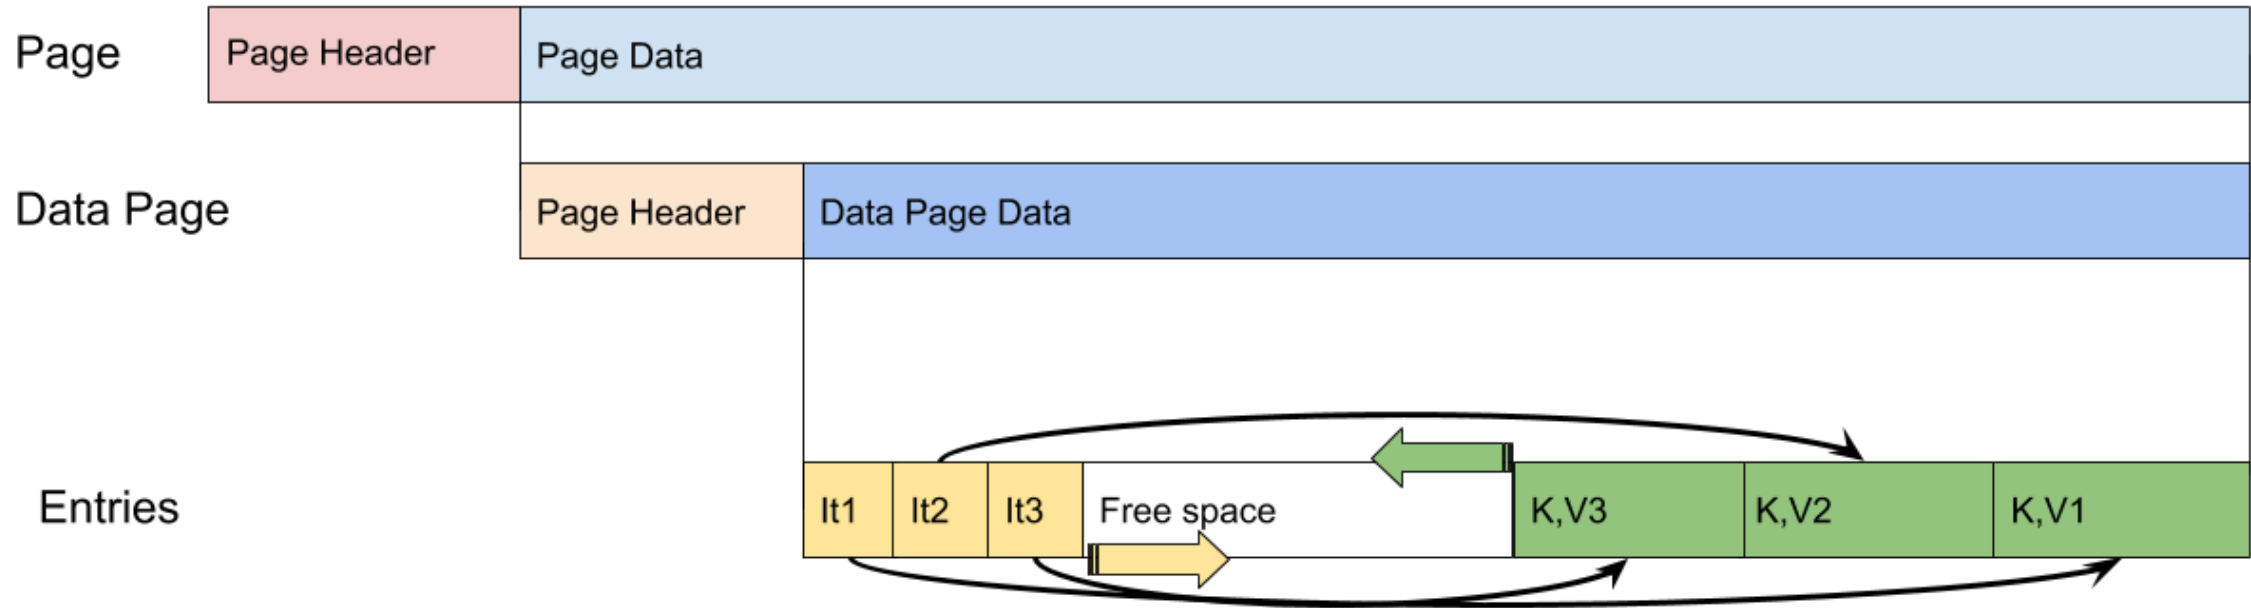 Page
Page Header
Page Data
Data Page
Page Header
Data Page Data
Entries
It1
It2
It3
Free space
K,V3
K,V2
K,V1